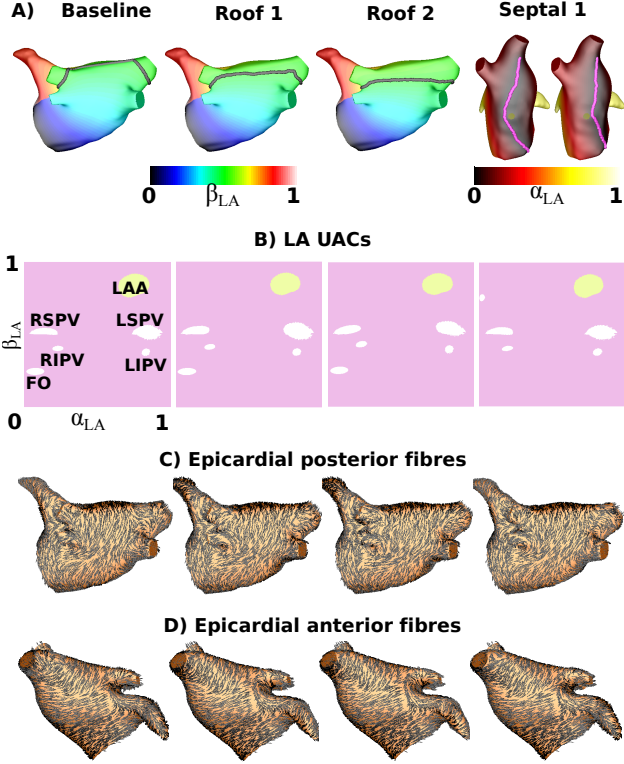 A) Baseline Roof 1 Roof 2 Septal 1
0 β_LA 1 0 α_LA 1
B) LA UACs
1
LAA
RSPV LSPV
β_LA
RIPV LIPV
FO
0 α_LA 1
C) Epicardial posterior fibres
D) Epicardial anterior fibres